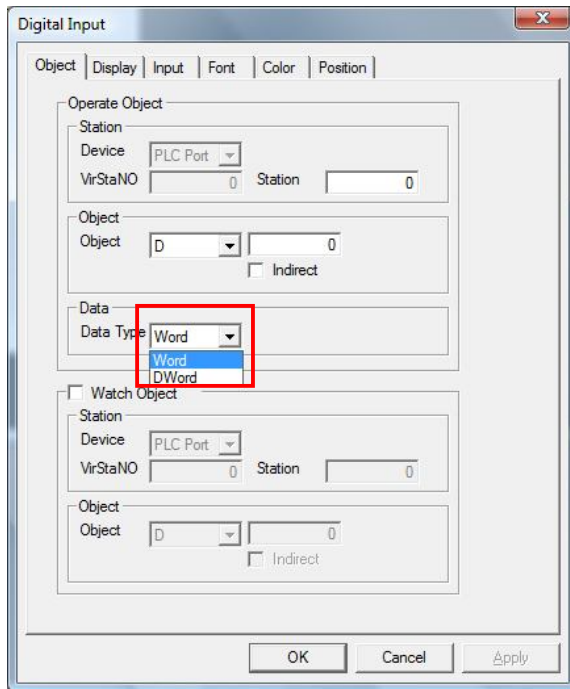 Digital Input
Object Display Input Font Color Position
Operate Object
Station
Device PLC Port
VirStaNO 0 Station 0
Object
Object D 0
Indirect
Data
Data Type Word
Word
DWord
Watch Object
Station
Device PLC Port
VirStaNO 0 Station 0
Object
Object D 0
Indirect
OK Cancel Apply